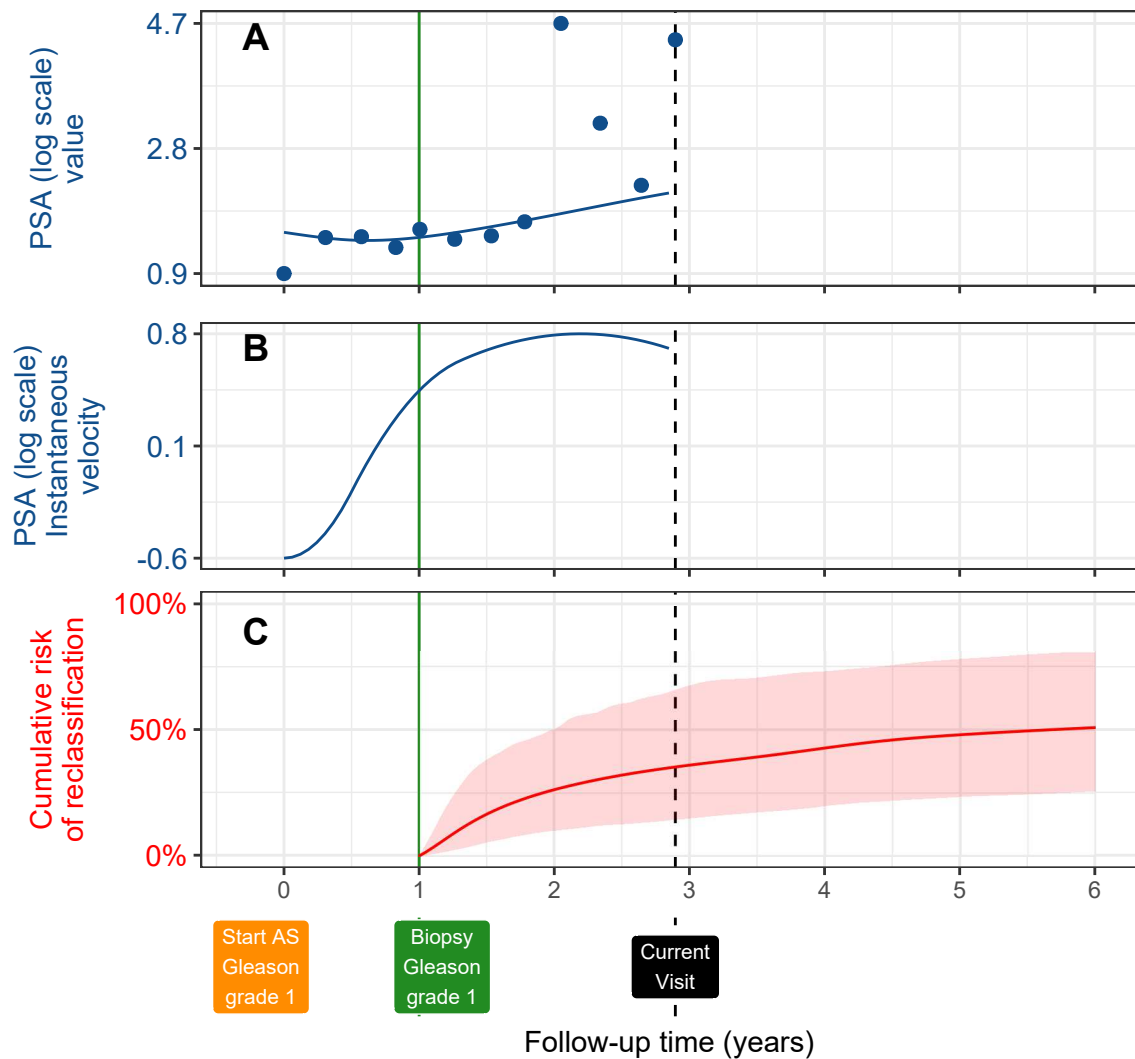 A
PSA (log scale)
value
4.7
2.8
0.9
B
PSA (log scale)
Instantaneous
velocity
0.8
0.1
-0.6
C
Cumulative risk
of reclassification
100%
50%
0%
0 1 2 3 4 5 6
Start AS
Gleason
grade 1
Biopsy
Gleason
grade 1
Current
Visit
Follow-up time (years)